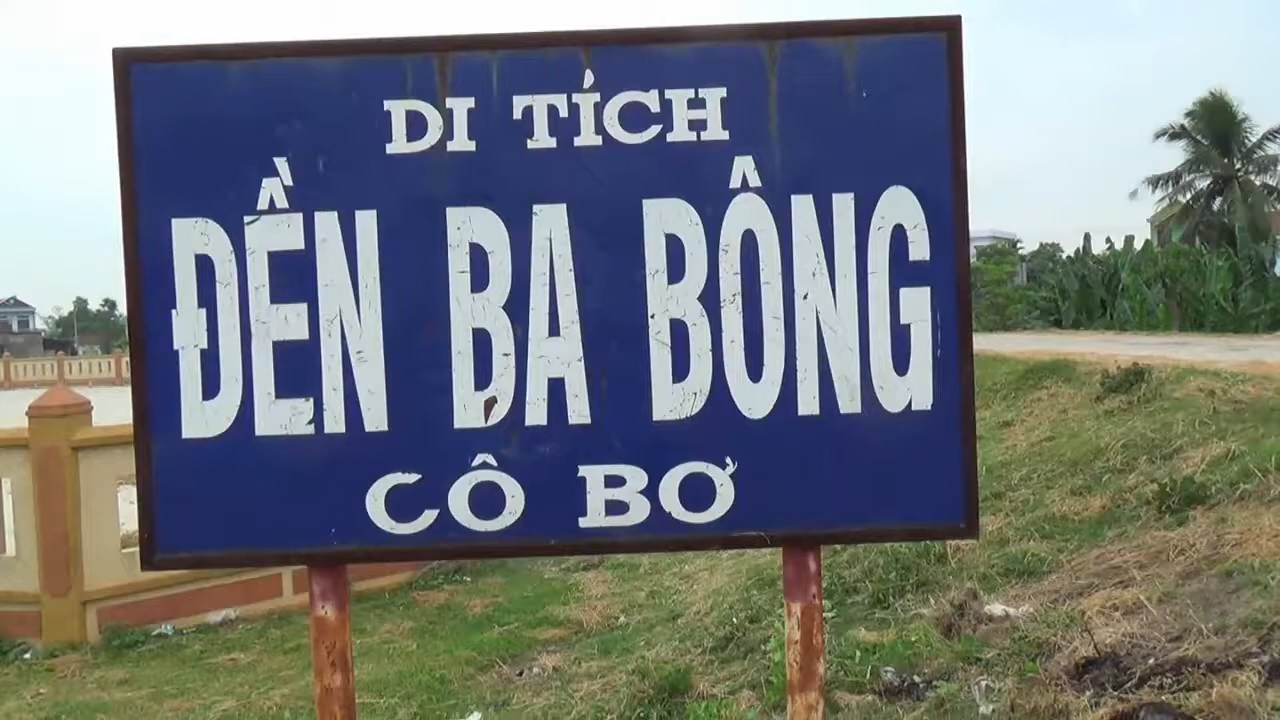 DI TÍCH
ĐỀN BA BÔNG
CÔ BƠ